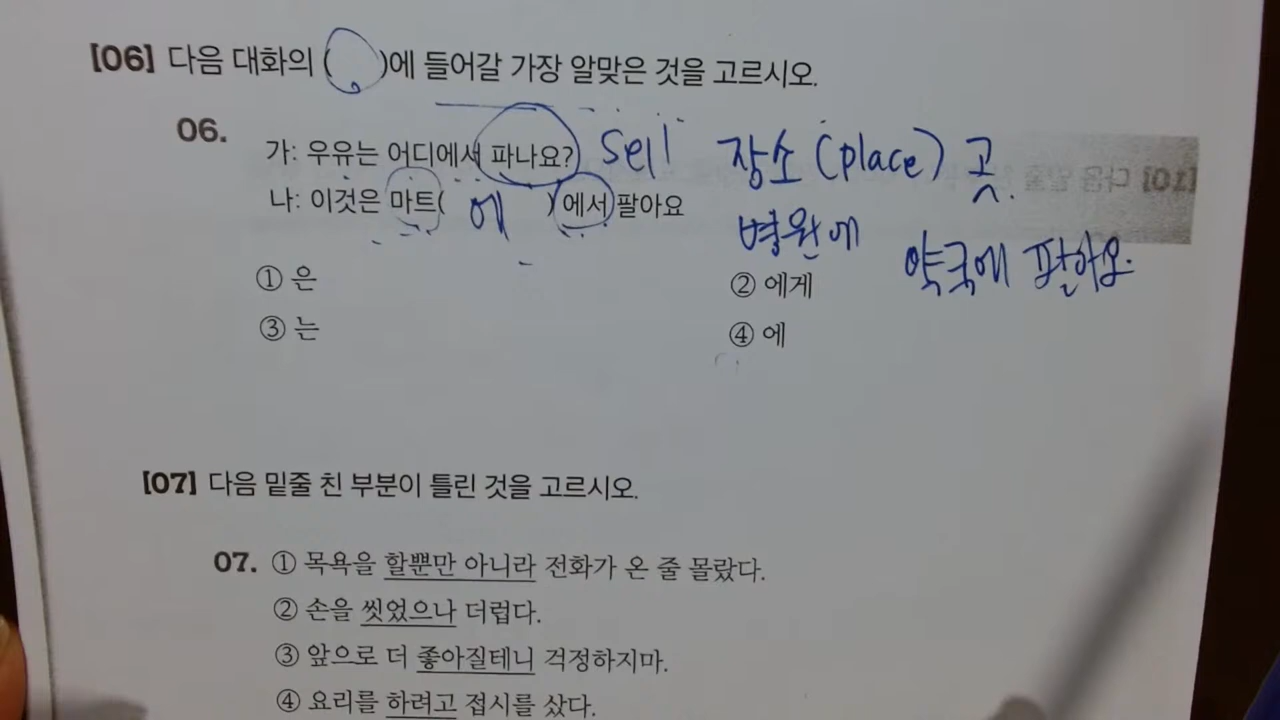 [06] 다음 대화의 ( )에 들어갈 가장 알맞은 것을 고르시오.
06.
가: 우유는 어디에서 파나요? Sell 장소 (place) 곳
나: 이것은 마트( 에 ) 에서 팔아요
병원에 약국에 팔아요.
① 은 ② 에게
③ 는 ④ 에
[07] 다음 밑줄 친 부분이 틀린 것을 고르시오.
07. ① 목욕을 할뿐만 아니라 전화가 온 줄 몰랐다.
② 손을 씻었으나 더럽다.
③ 앞으로 더 좋아질테니 걱정하지마.
④ 요리를 하려고 접시를 샀다.